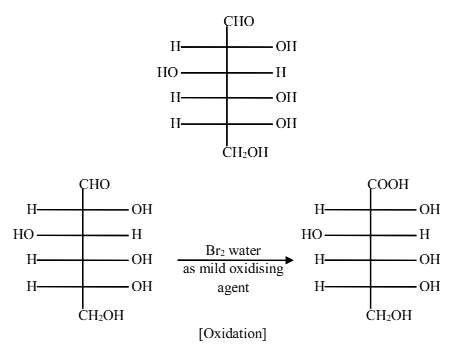 CHO
H OH
HO H
H OH
H OH
CH₂OH
CHO COOH
H OH H OH
HO H Br₂ water HO H
H OH as mild oxidising H OH
H OH agent H OH
CH₂OH CH₂OH
[Oxidation]